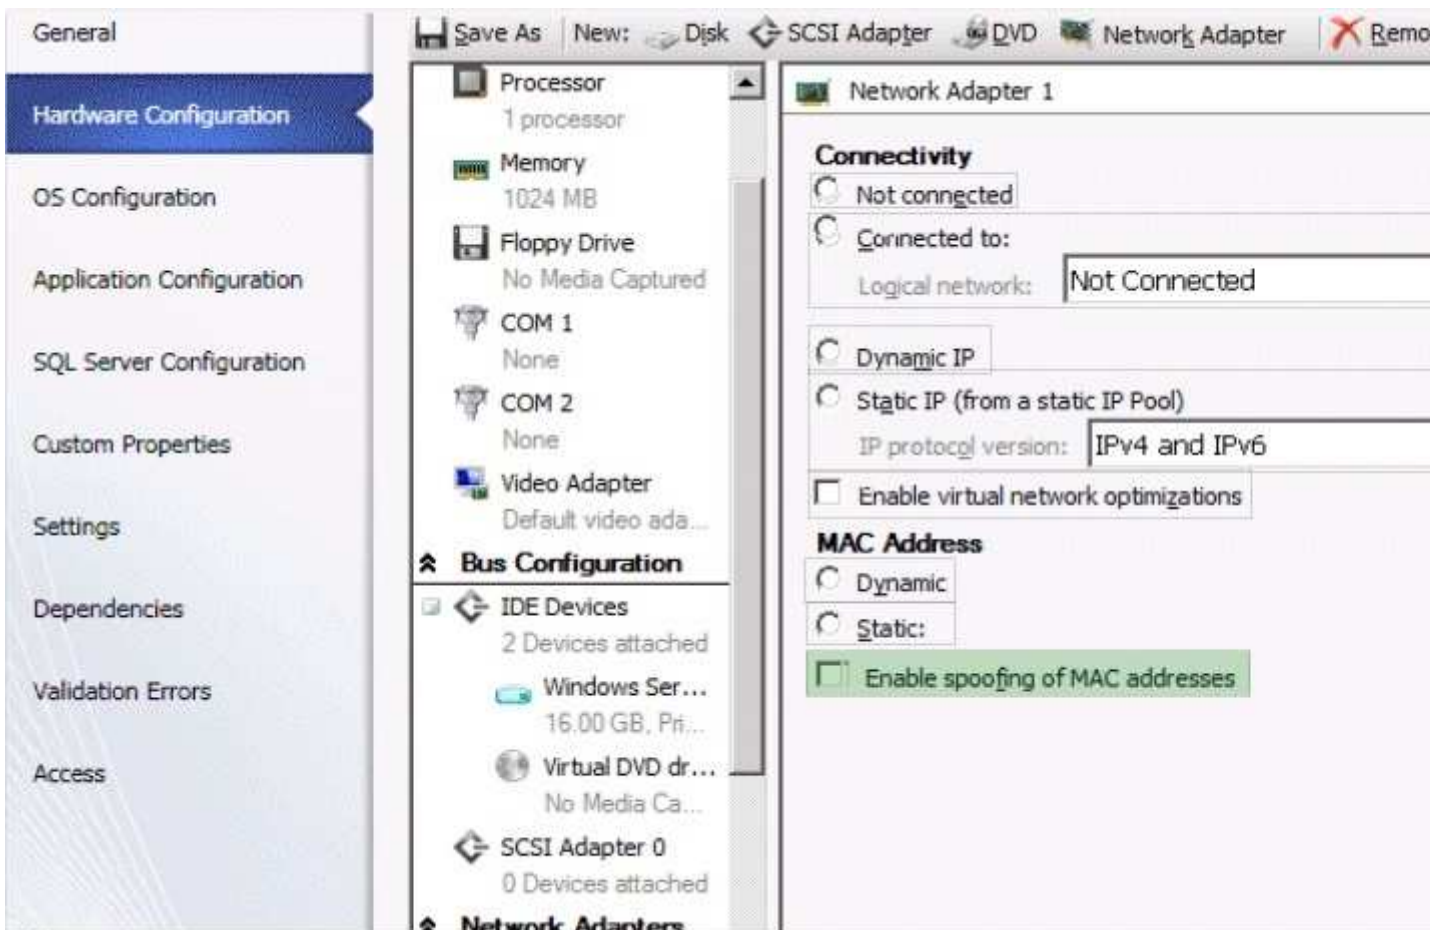 General
Hardware Configuration
OS Configuration
Application Configuration
SQL Server Configuration
Custom Properties
Settings
Dependencies
Validation Errors
Access
Save As New: Disk SCSI Adapter DVD Network Adapter Remo
Processor
1 processor
Memory
1024 MB
Floppy Drive
No Media Captured
COM 1
None
COM 2
None
Video Adapter
Default video ada...
Bus Configuration
IDE Devices
2 Devices attached
Windows Ser...
16.00 GB, Pri...
Virtual DVD dr...
No Media Ca...
SCSI Adapter 0
0 Devices attached
Network Adapters
Network Adapter 1
Connectivity
Not connected
Connected to:
Logical network: Not Connected
Dynamic IP
Static IP (from a static IP Pool)
IP protocol version: IPv4 and IPv6
Enable virtual network optimizations
MAC Address
Dynamic
Static:
Enable spoofing of MAC addresses